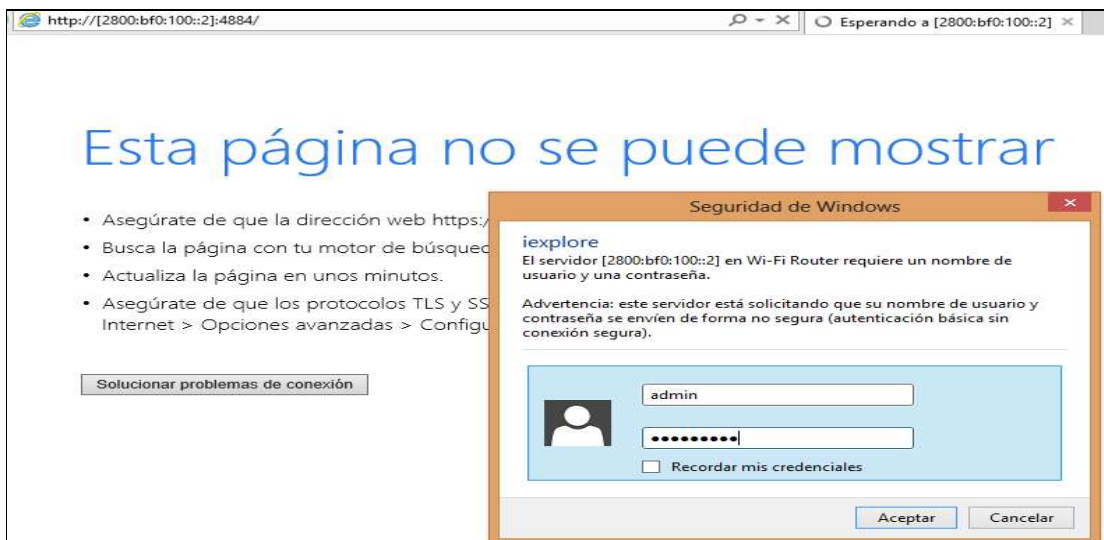 http://[2800:bf0:100::2]:4884/
Esperando a [2800:bf0:100::2]
Esta página no se puede mostrar
• Asegúrate de que la dirección web https:/
• Busca la página con tu motor de búsqued
• Actualiza la página en unos minutos.
• Asegúrate de que los protocolos TLS y SS
Internet > Opciones avanzadas > Configu
Solucionar problemas de conexión
Seguridad de Windows
iexplore
El servidor [2800:bf0:100::2] en Wi-Fi Router requiere un nombre de
usuario y una contraseña.
Advertencia: este servidor está solicitando que su nombre de usuario y
contraseña se envíen de forma no segura (autenticación básica sin
conexión segura).
admin
•••••••••
Recordar mis credenciales
Aceptar
Cancelar